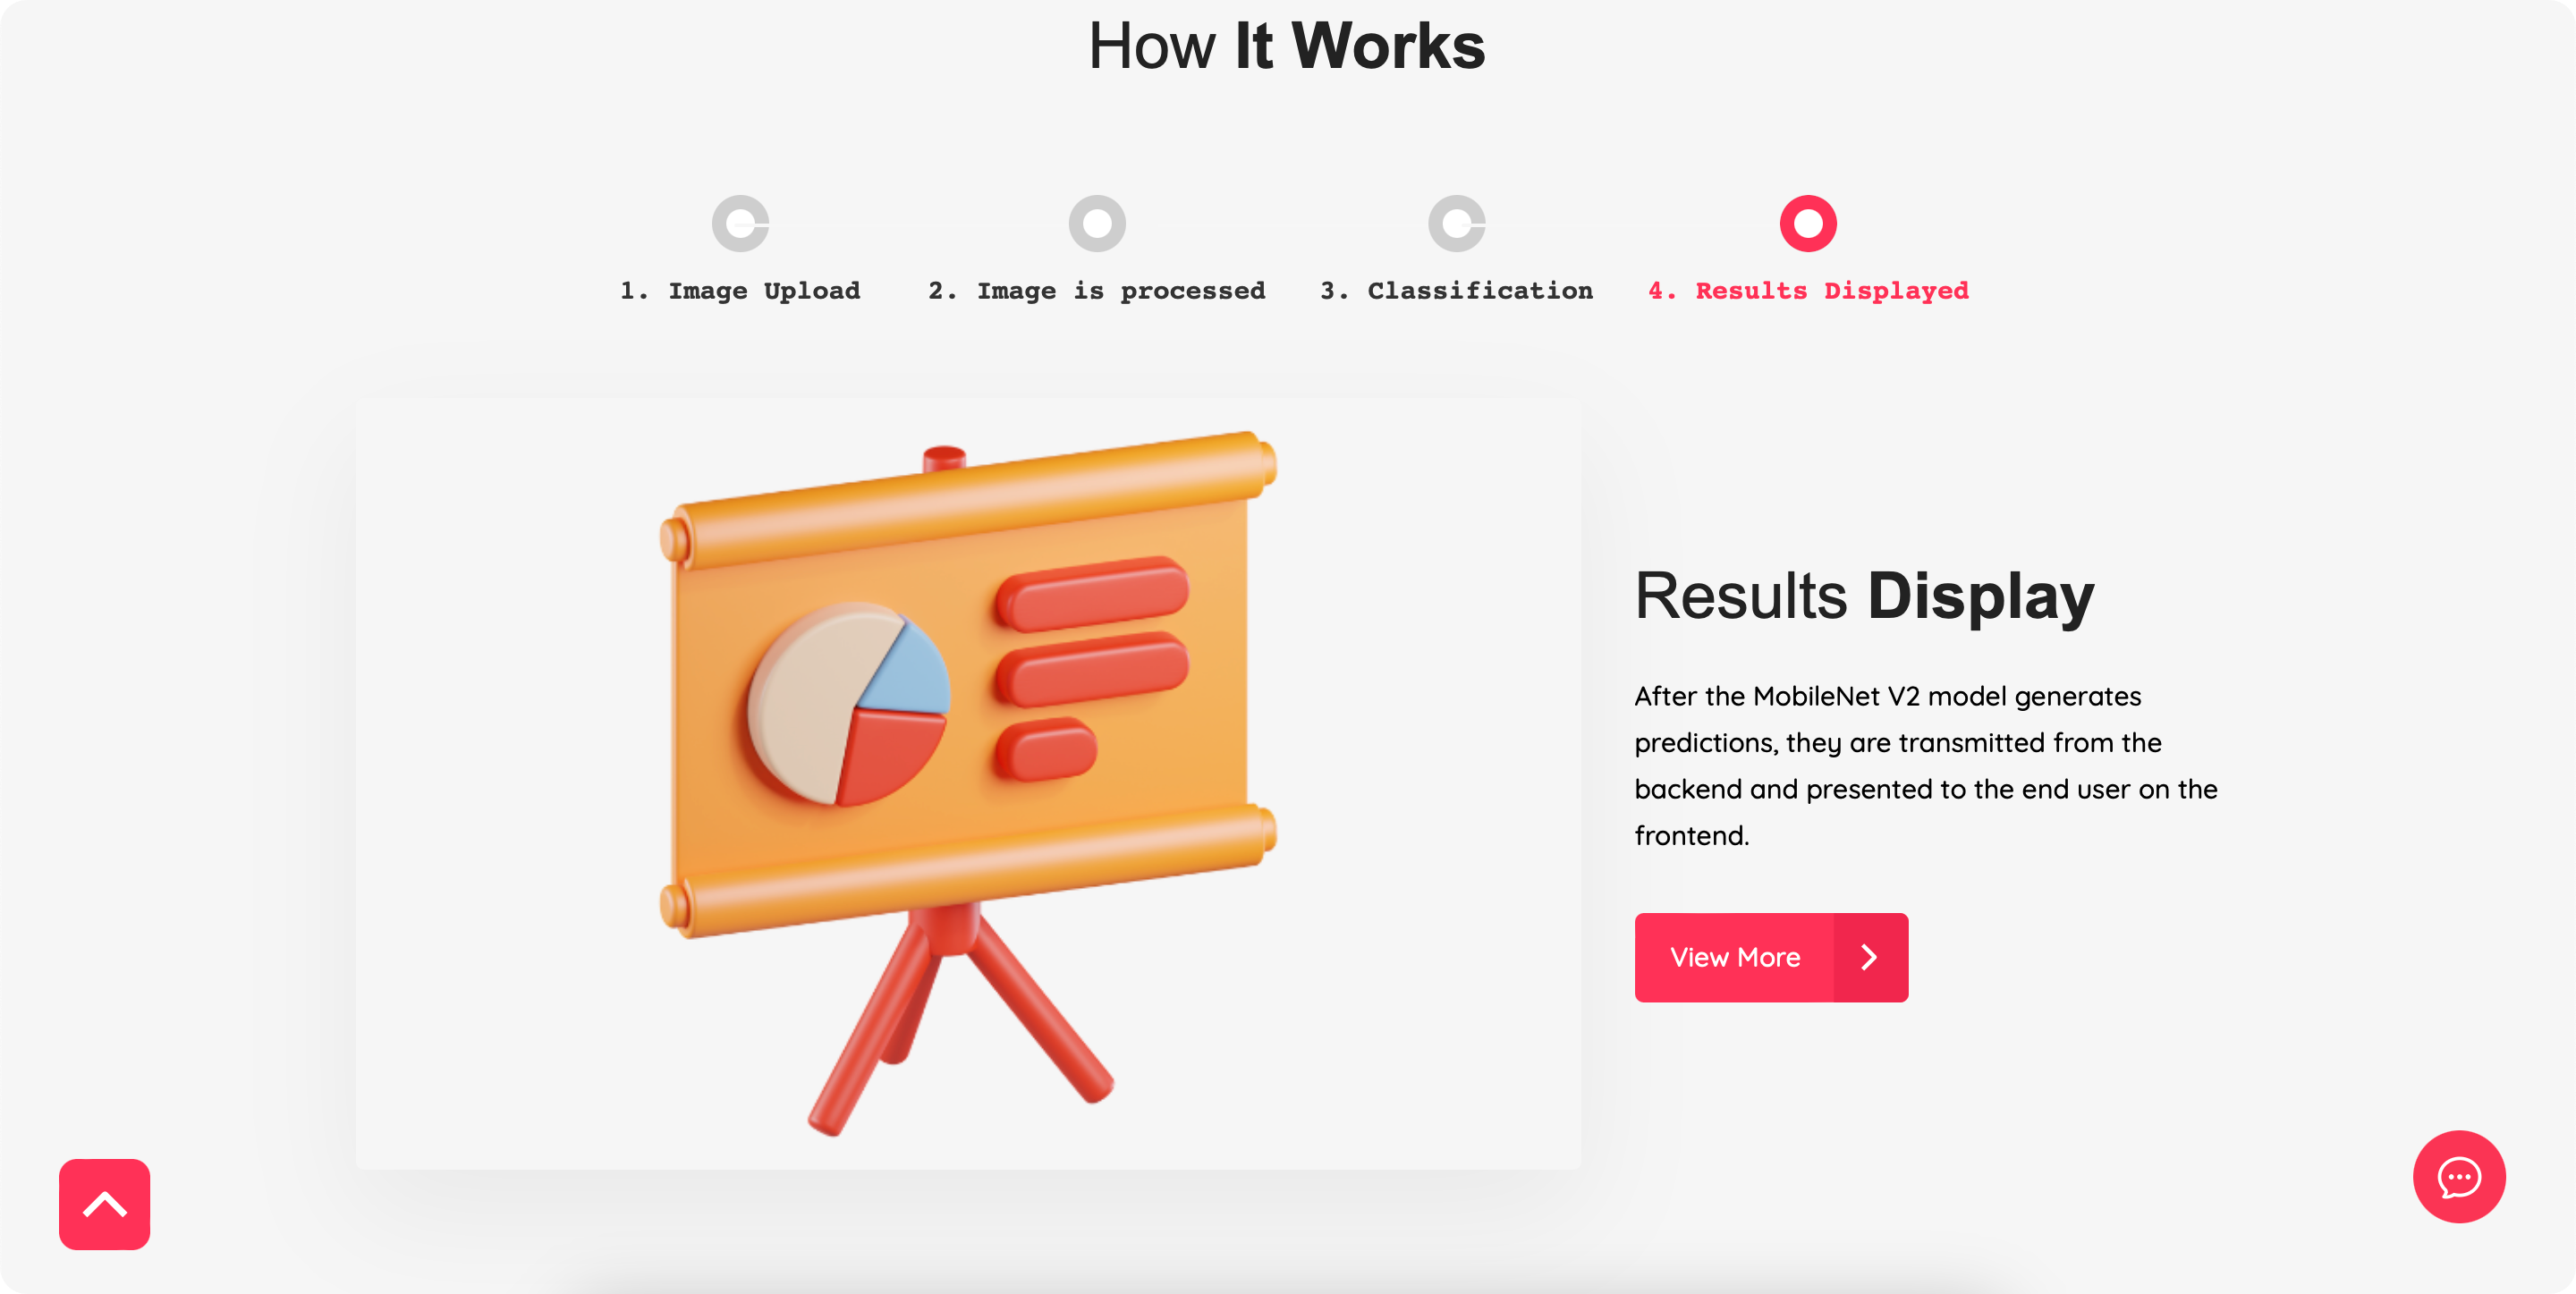 How It Works
1. Image Upload
2. Image is processed
3. Classification
4. Results Displayed
Results Display
After the MobileNet V2 model generates
predictions, they are transmitted from the
backend and presented to the end user on the
frontend.
View More